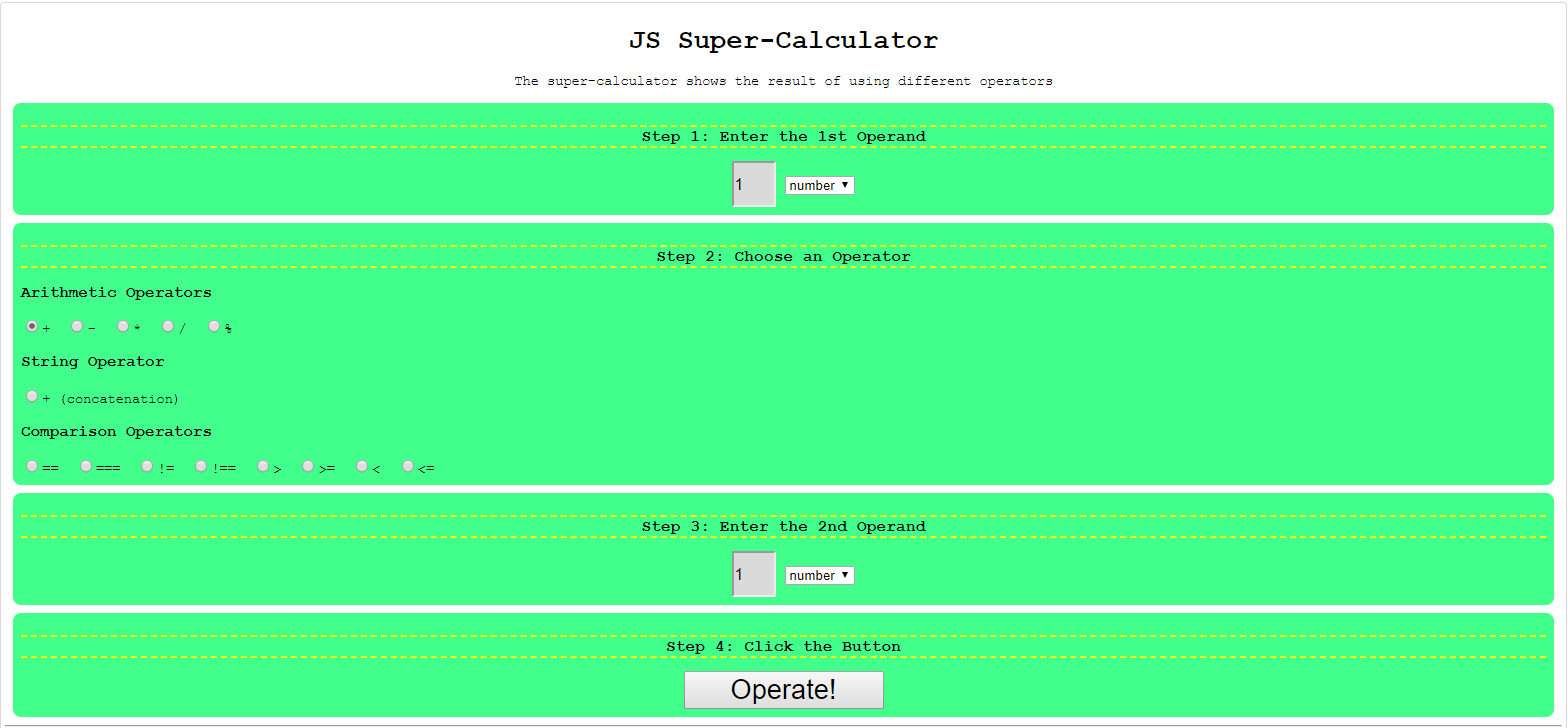 JS Super-Calculator
The super-calculator shows the result of using different operators
Step 1: Enter the 1st Operand
1 number
Step 2: Choose an Operator
Arithmetic Operators
+ - * / %
String Operator
+ (concatenation)
Comparison Operators
== === != !== > >= < <=
Step 3: Enter the 2nd Operand
1 number
Step 4: Click the Button
Operate!